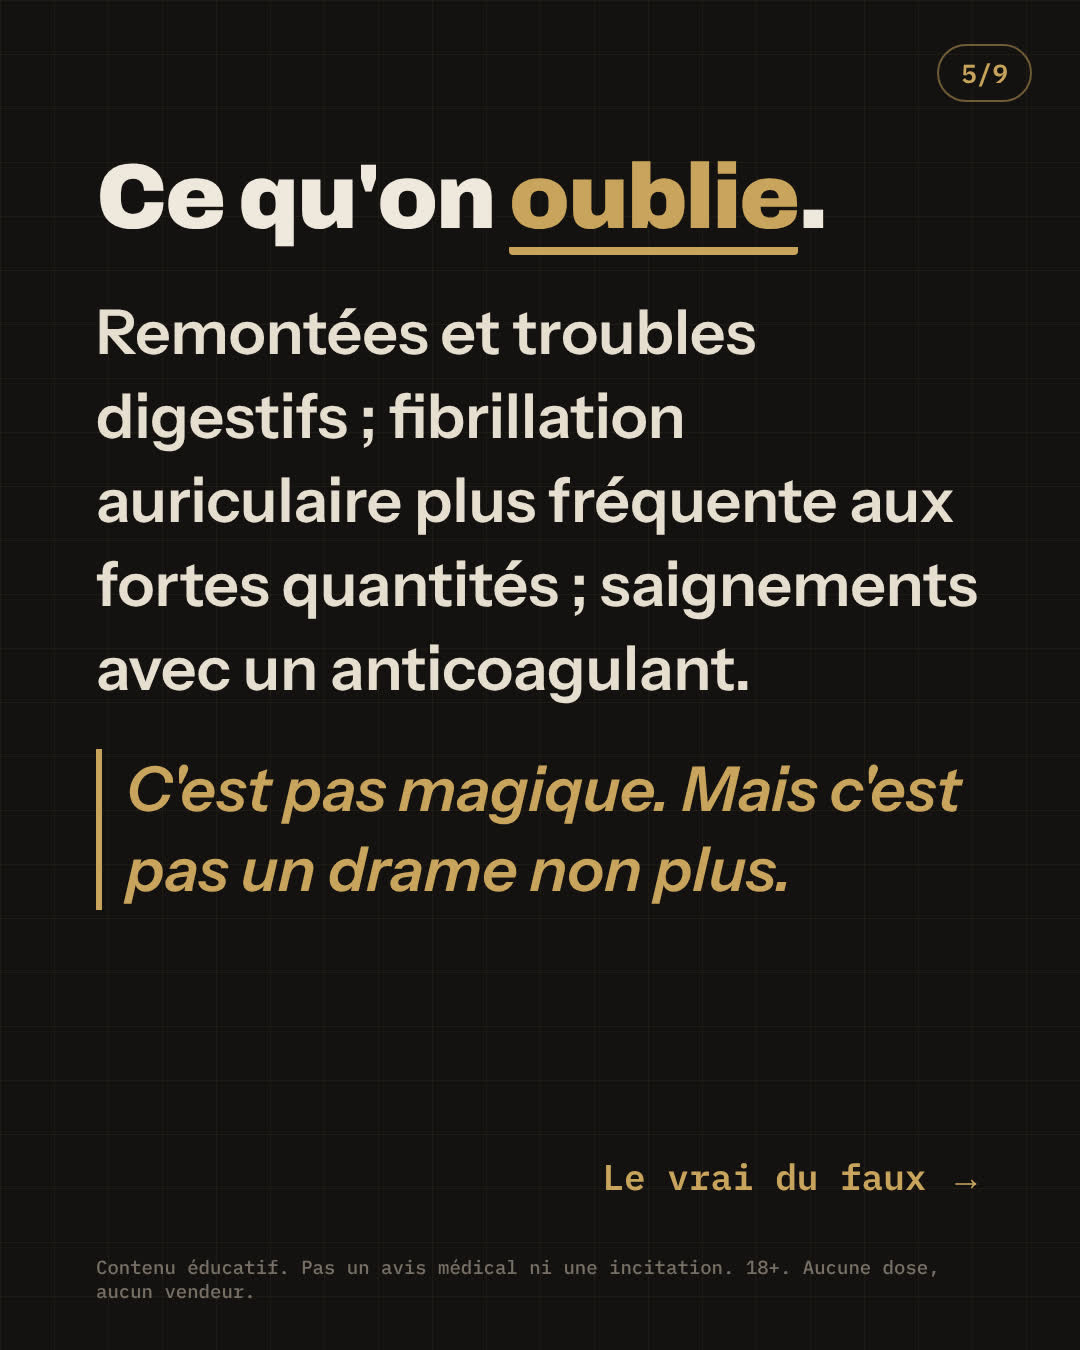 5/9
Ce qu'on oublie.
Remontées et troubles
digestifs ; fibrillation
auriculaire plus fréquente aux
fortes quantités ; saignements
avec un anticoagulant.
C'est pas magique. Mais c'est
pas un drame non plus.
Le vrai du faux →
Contenu éducatif. Pas un avis médical ni une incitation. 18+. Aucune dose,
aucun vendeur.